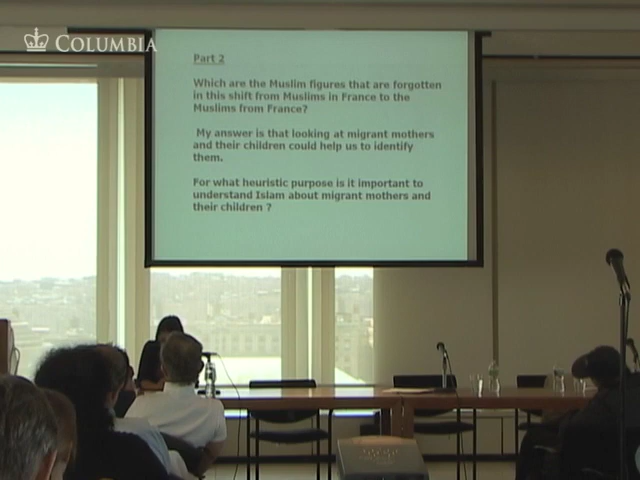 COLUMBIA
Part 2
Which are the Muslim figures that are forgotten
in this shift from Muslims in France to the
Muslims from France?
My answer is that looking at migrant mothers
and their children could help us to identify
them.
For what heuristic purpose is it important to
understand Islam about migrant mothers and
their children ?